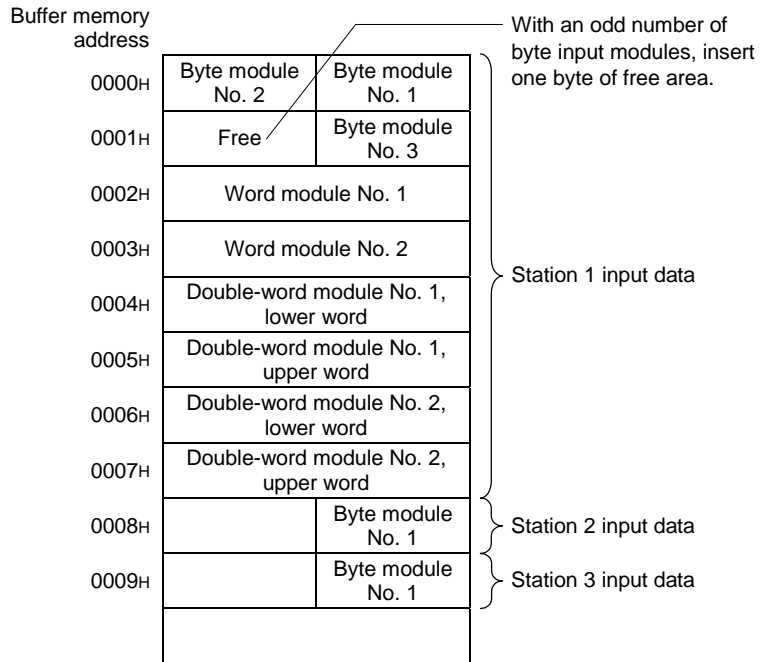 Buffer memory
address
With an odd number of
byte input modules, insert
one byte of free area.
0000H
Byte module
No. 2
Byte module
No. 1
0001H
Free
Byte module
No. 3
0002H
Word module No. 1
0003H
Word module No. 2
Station 1 input data
0004H
Double-word module No. 1,
lower word
0005H
Double-word module No. 1,
upper word
0006H
Double-word module No. 2,
lower word
0007H
Double-word module No. 2,
upper word
0008H
Byte module
No. 1
Station 2 input data
0009H
Byte module
No. 1
Station 3 input data